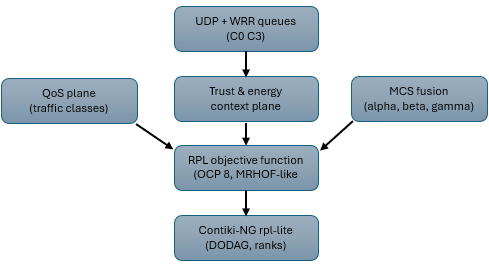 UDP + WRR queues
(C0 C3)
QoS plane
(traffic classes)
Trust & energy
context plane
MCS fusion
(alpha, beta, gamma)
RPL objective function
(OCP 8, MRHOF-like
Contiki-NG rpl-lite
(DODAG, ranks)